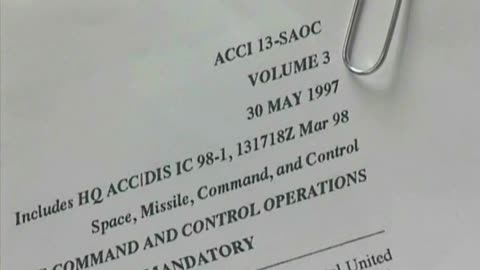 ACCI 13-SAOC
VOLUME 3
30 MAY 1997
Includes HQ ACC|DIS IC 98-1, 131718Z Mar 98
Space, Missile, Command, and Control
COMMAND AND CONTROL OPERATIONS
MANDATORY
United